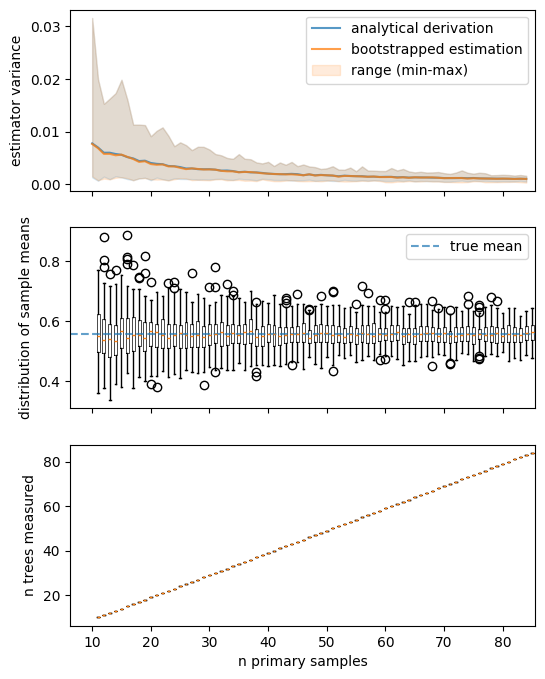 0.03
0.02
0.01
0.00
estimator variance
analytical derivation
bootstrapped estimation
range (min-max)
0.8
0.6
0.4
distribution of sample means
true mean
80
60
40
20
n trees measured
10 20 30 40 50 60 70 80
n primary samples